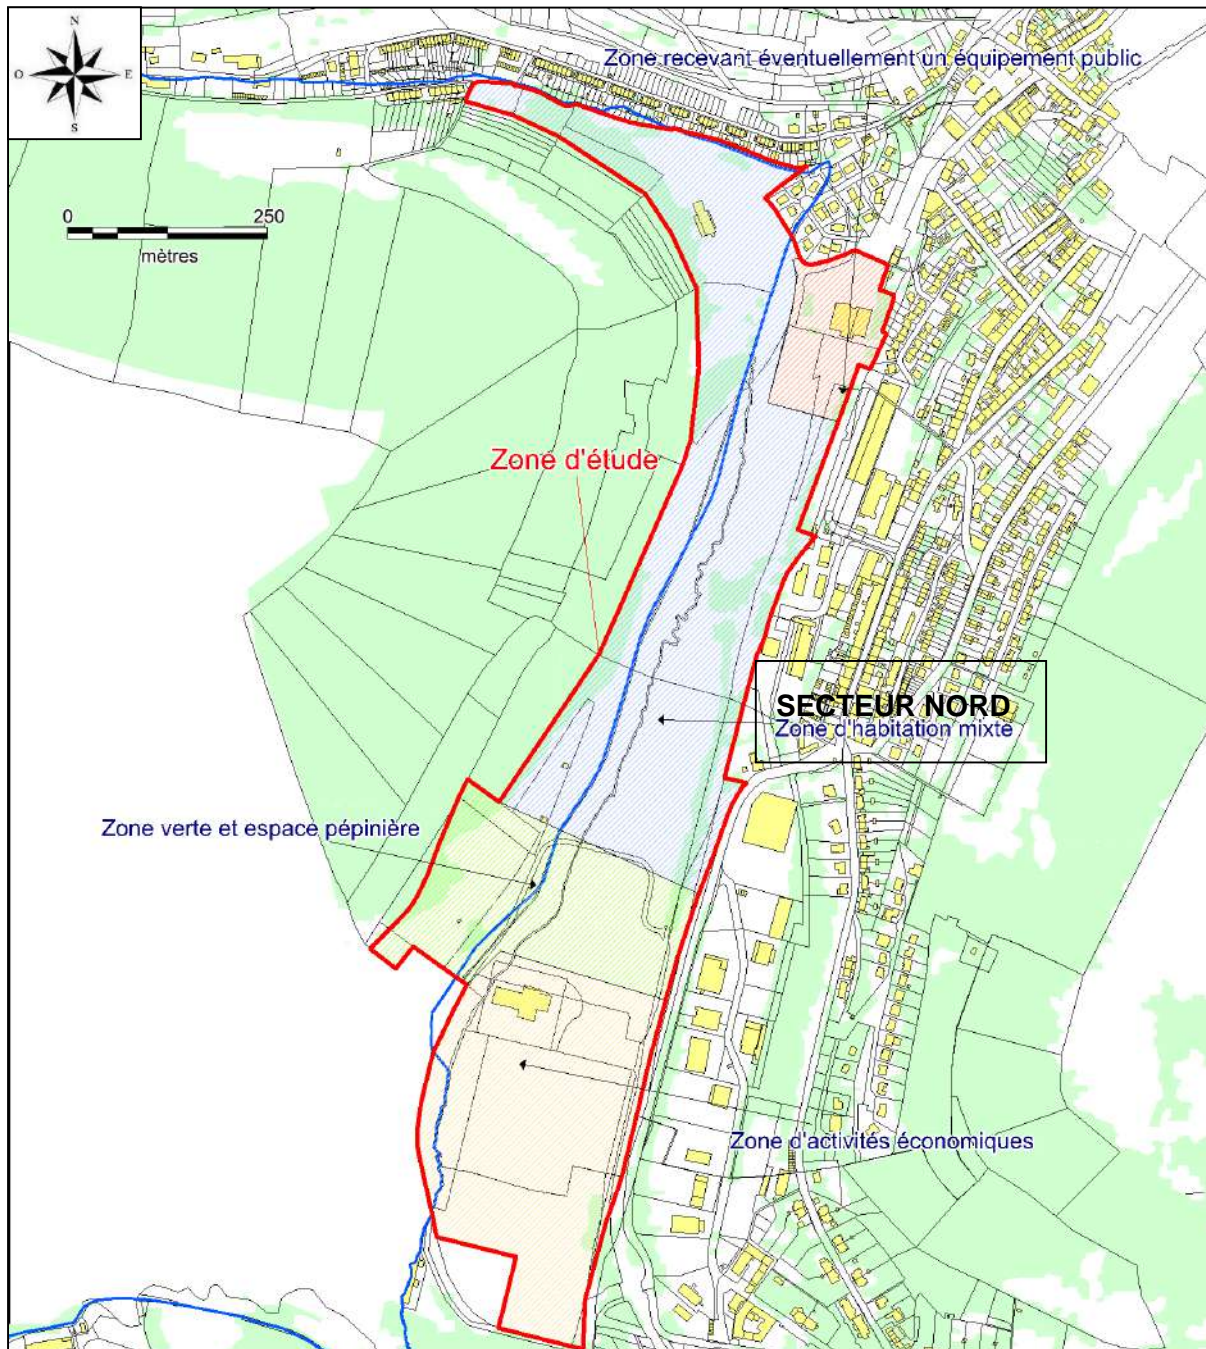 N
Zone recevant éventuellement un équipement public
O E
S
0 250
mètres
Zone d'étude
SECTEUR NORD
Zone d'habitation mixte
Zone verte et espace pépinière
Zone d'activités économiques